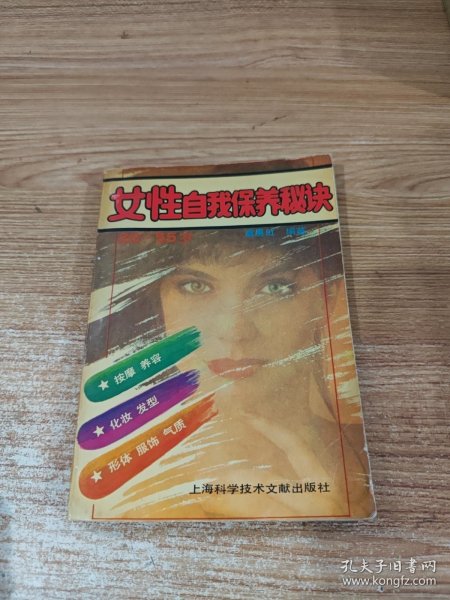 女性自我保养秘诀
★ 按摩 养容
★ 化妆 发型
★ 形体 服饰 气质
上海科学技术文献出版社
孔夫子旧书网
www.kongfz.com